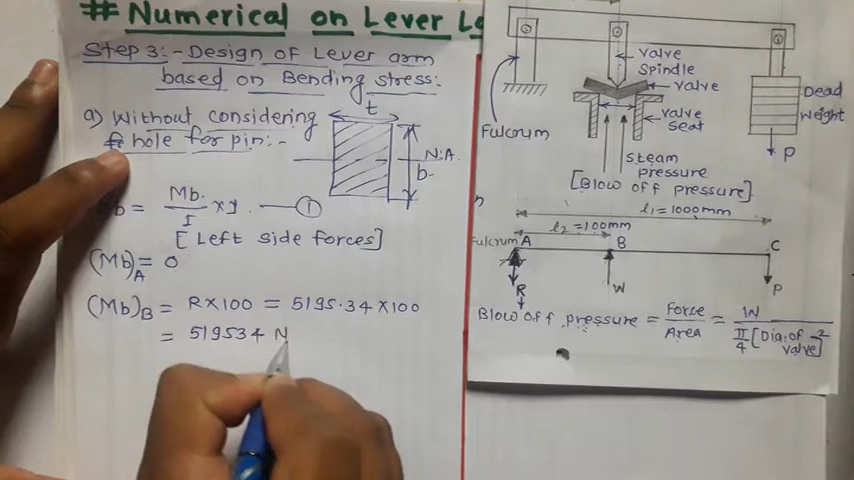 # Numerical on Lever
Step 3:- Design of Lever arm
based on Bending stress:
a) Without considering
hole for pin:-
t
N.A.
b
b = Mb / I × y —①
[Left side forces]
(Mb)A = 0
(Mb)B = R×100 = 5195.34×100
= 519534 N
valve
Spindle
valve
valve
Seat
Fulcrum
Dead
Weight
P
Steam
pressure
[Blow off pressure]
l1=1000mm
l2=100mm
Fulcrum A B C
R W P
Blow off pressure = Force / Area = W / π/4 [Dia. of valve]2